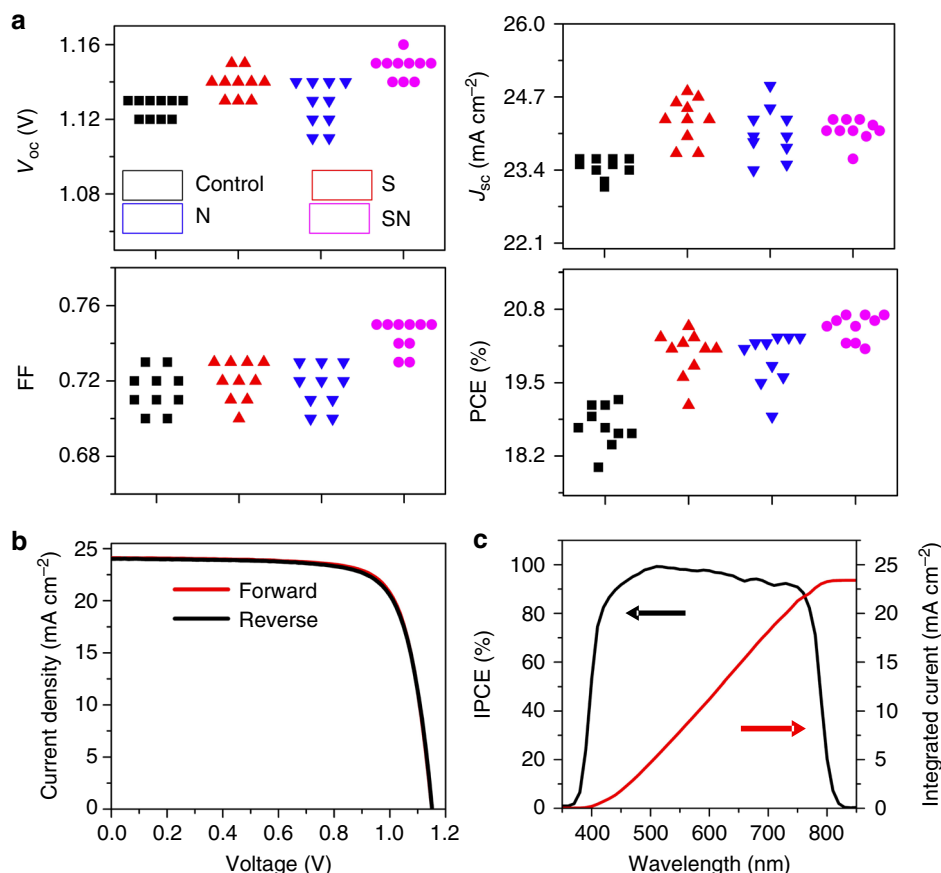 a
V_oc (V)
1.16
1.12
1.08
Control
S
N
SN
J_sc (mA cm⁻²)
26.0
24.7
23.4
22.1
FF
0.76
0.72
0.68
PCE (%)
20.8
19.5
18.2
b
Current density (mA cm⁻²)
25
20
15
10
5
0
Forward
Reverse
0.0 0.2 0.4 0.6 0.8 1.0 1.2
Voltage (V)
c
IPCE (%)
100
80
60
40
20
0
25
20
15
10
5
0
Integrated curent (mA cm⁻²)
400 500 600 700 800
Wavelength (nm)